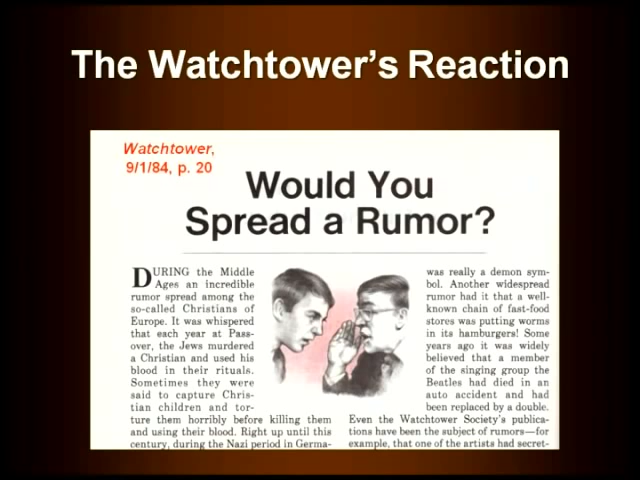 The Watchtower's Reaction
Watchtower,
9/1/84, p. 20
Would You
Spread a Rumor?
DURING the Middle
Ages an incredible
rumor spread among the
so-called Christians of
Europe. It was whispered
that each year at Pass-
over, the Jews murdered
a Christian and used his
blood in their rituals.
Sometimes they were
said to capture Chris-
tian children and tor-
ture them horribly before killing them
and using their blood. Right up until this
century, during the Nazi period in Germa-
was really a demon sym-
bol. Another widespread
rumor had it that a well-
known chain of fast-food
stores was putting worms
in its hamburgers! Some
years ago it was widely
believed that a member
of the singing group the
Beatles had died in an
auto accident and had
been replaced by a double.
Even the Watchtower Society's publica-
tions have been the subject of rumors—for
example, that one of the artists had secret-